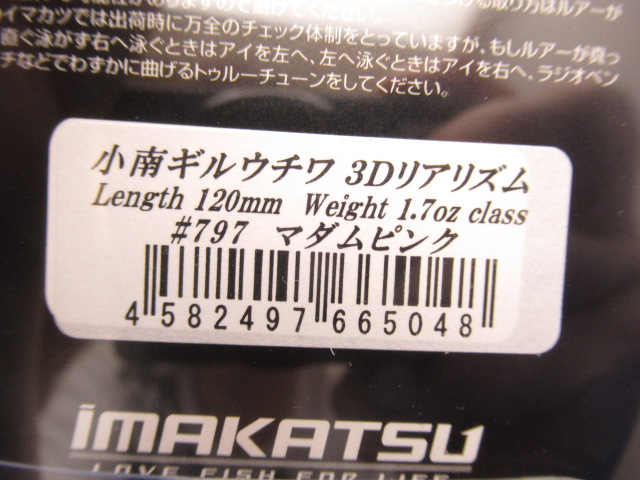 イマカツでは出荷時に万全のチェック体制をとっていますが、もしルアーが真っ
直ぐ泳がず右へ泳ぐときはアイを左へ、左へ泳ぐときはアイを右へ、ラジオペン
チなどでわずかに曲げるトゥルーチューンをしてください。
小南ギルウチワ 3Dリアリズム
Length 120mm Weight 1.7oz class
#797 マダムピンク
4 582497 665048
iMAKATSU
LOVE FISH FOR LIFE